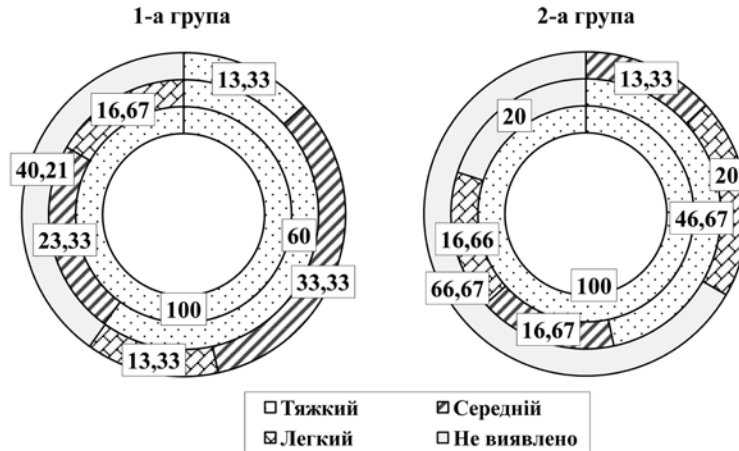 1-а група
2-а група
13,33
16,67
40,21
23,33
60
33,33
100
13,33
13,33
20
20
46,67
16,66
66,67
100
16,67
Тяжкий
Середній
Легкий
Не виявлено